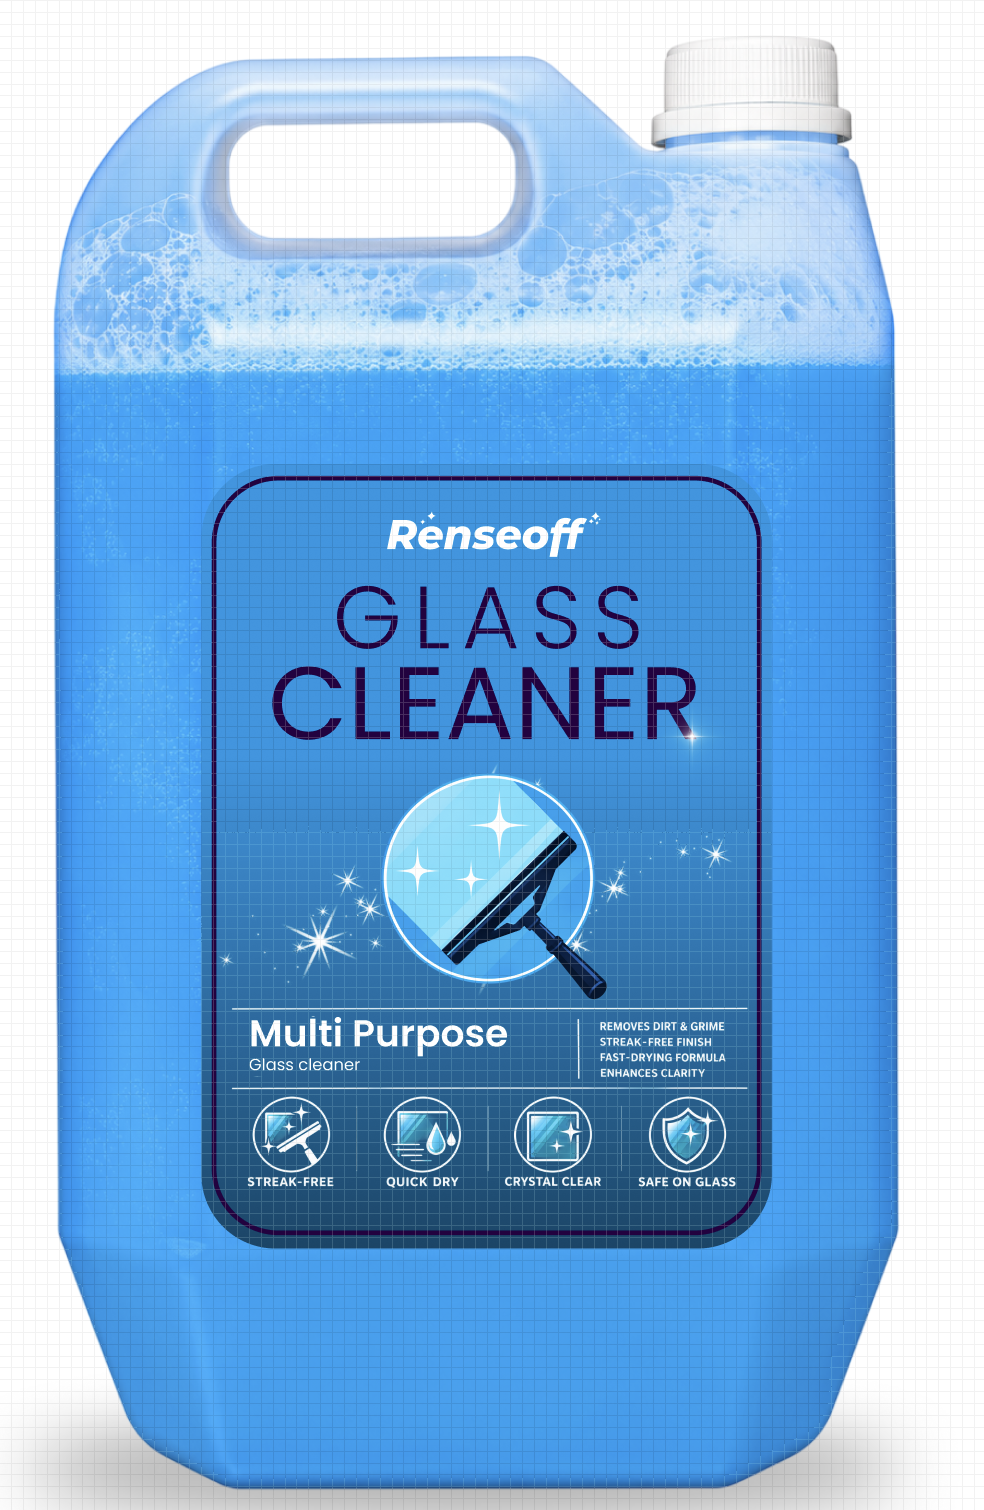 Renseoff
GLASS
CLEANER
Multi Purpose
Glass cleaner
REMOVES DIRT & GRIME
STREAK-FREE FINISH
FAST-DRYING FORMULA
ENHANCES CLARITY
STREAK-FREE
QUICK DRY
CRYSTAL CLEAR
SAFE ON GLASS